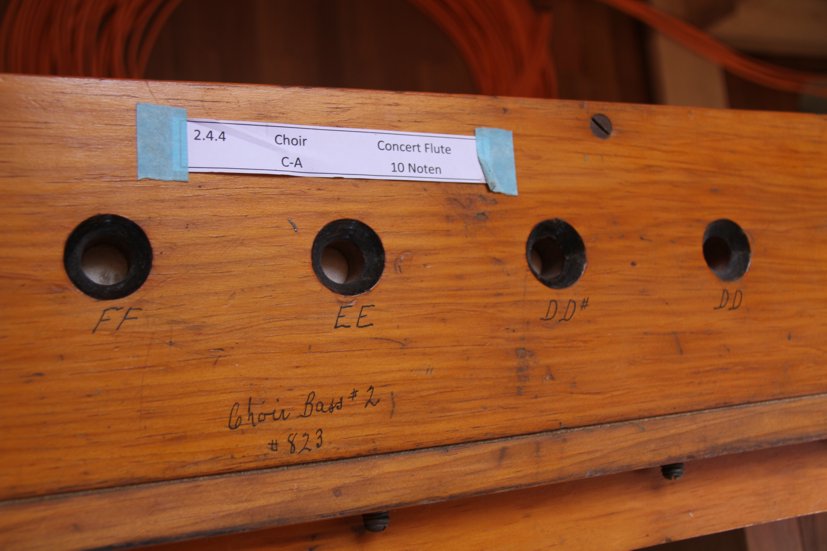 2.4.4 Choir Concert Flute
C-A 10 Noten
FF EE DD# DD
Choir Bass #2
#823